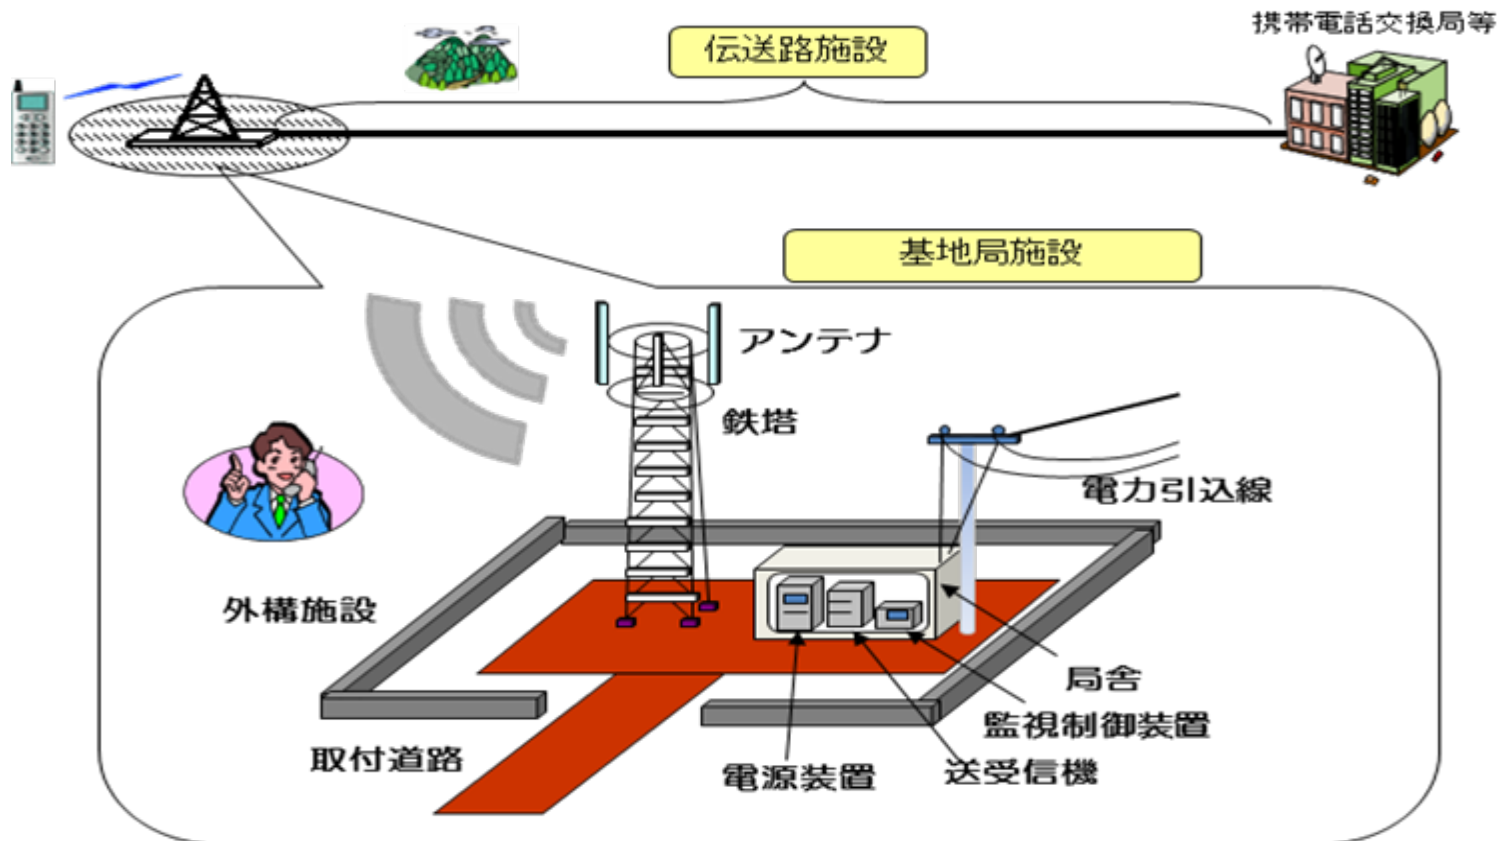 携帯電話交換局等
伝送路施設
基地局施設
アンテナ
鉄塔
電力引込線
外構施設
局舎
監視制御装置
取付道路
電源装置
送受信機